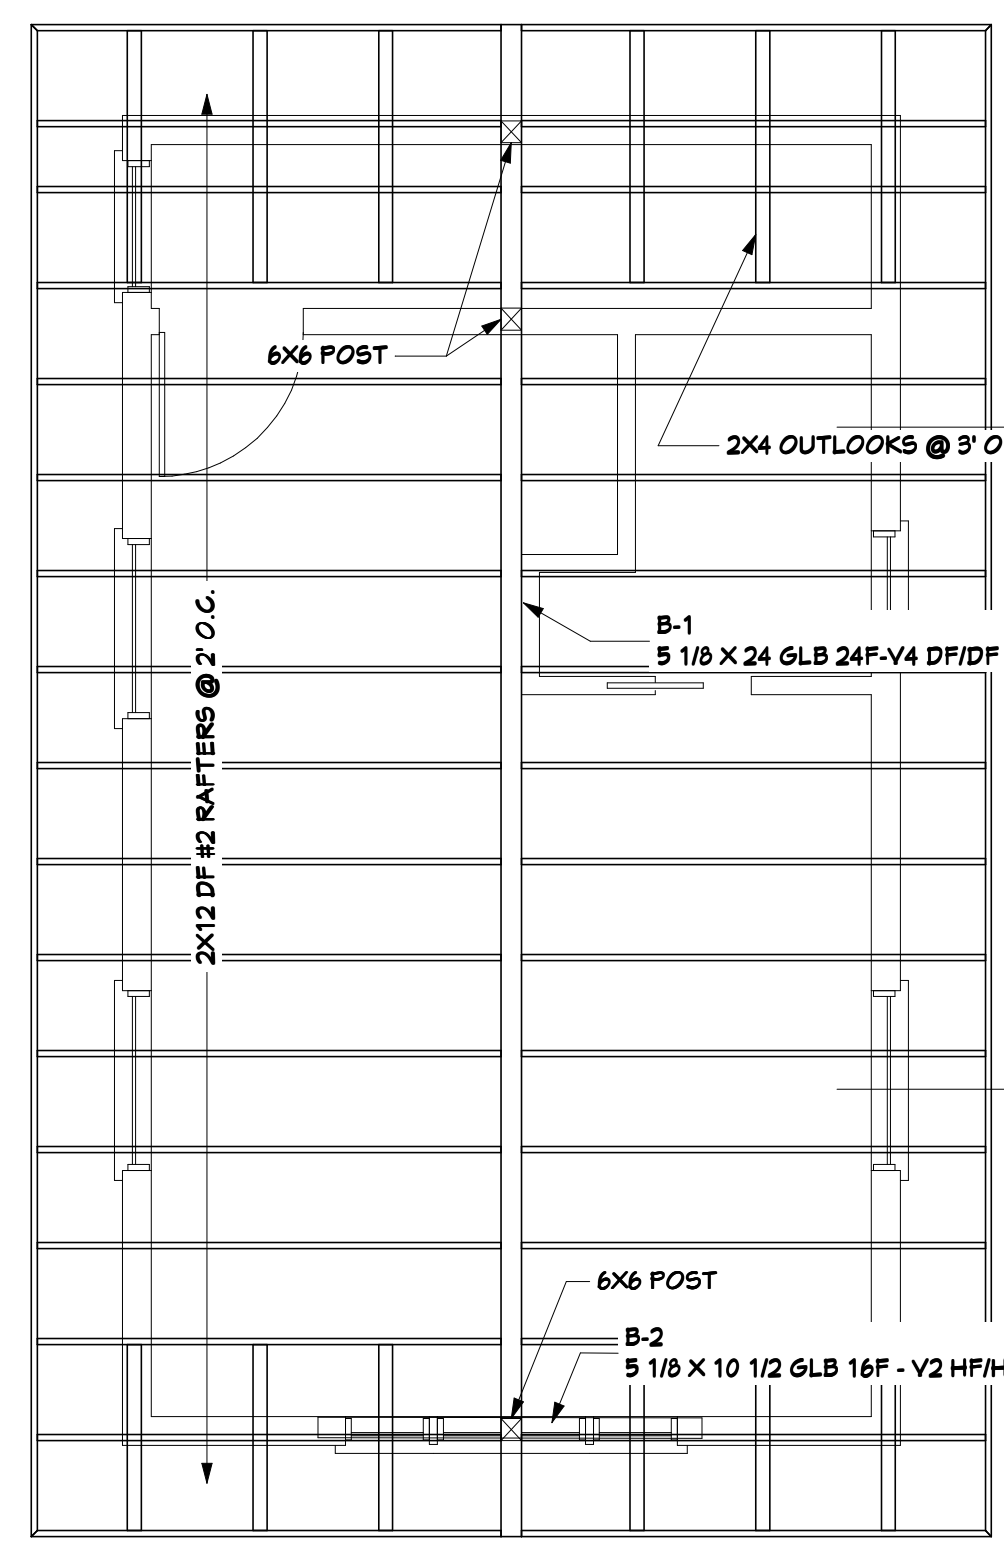 6X6 POST
2X4 OUTLOOKS @ 3' O
2X12 DF #2 RAFTERS @ 2' O.C.
B-1
5 1/8 X 24 GLB 24F-V4 DF/DF
6X6 POST
B-2
5 1/8 X 10 1/2 GLB 16F - V2 HF/H